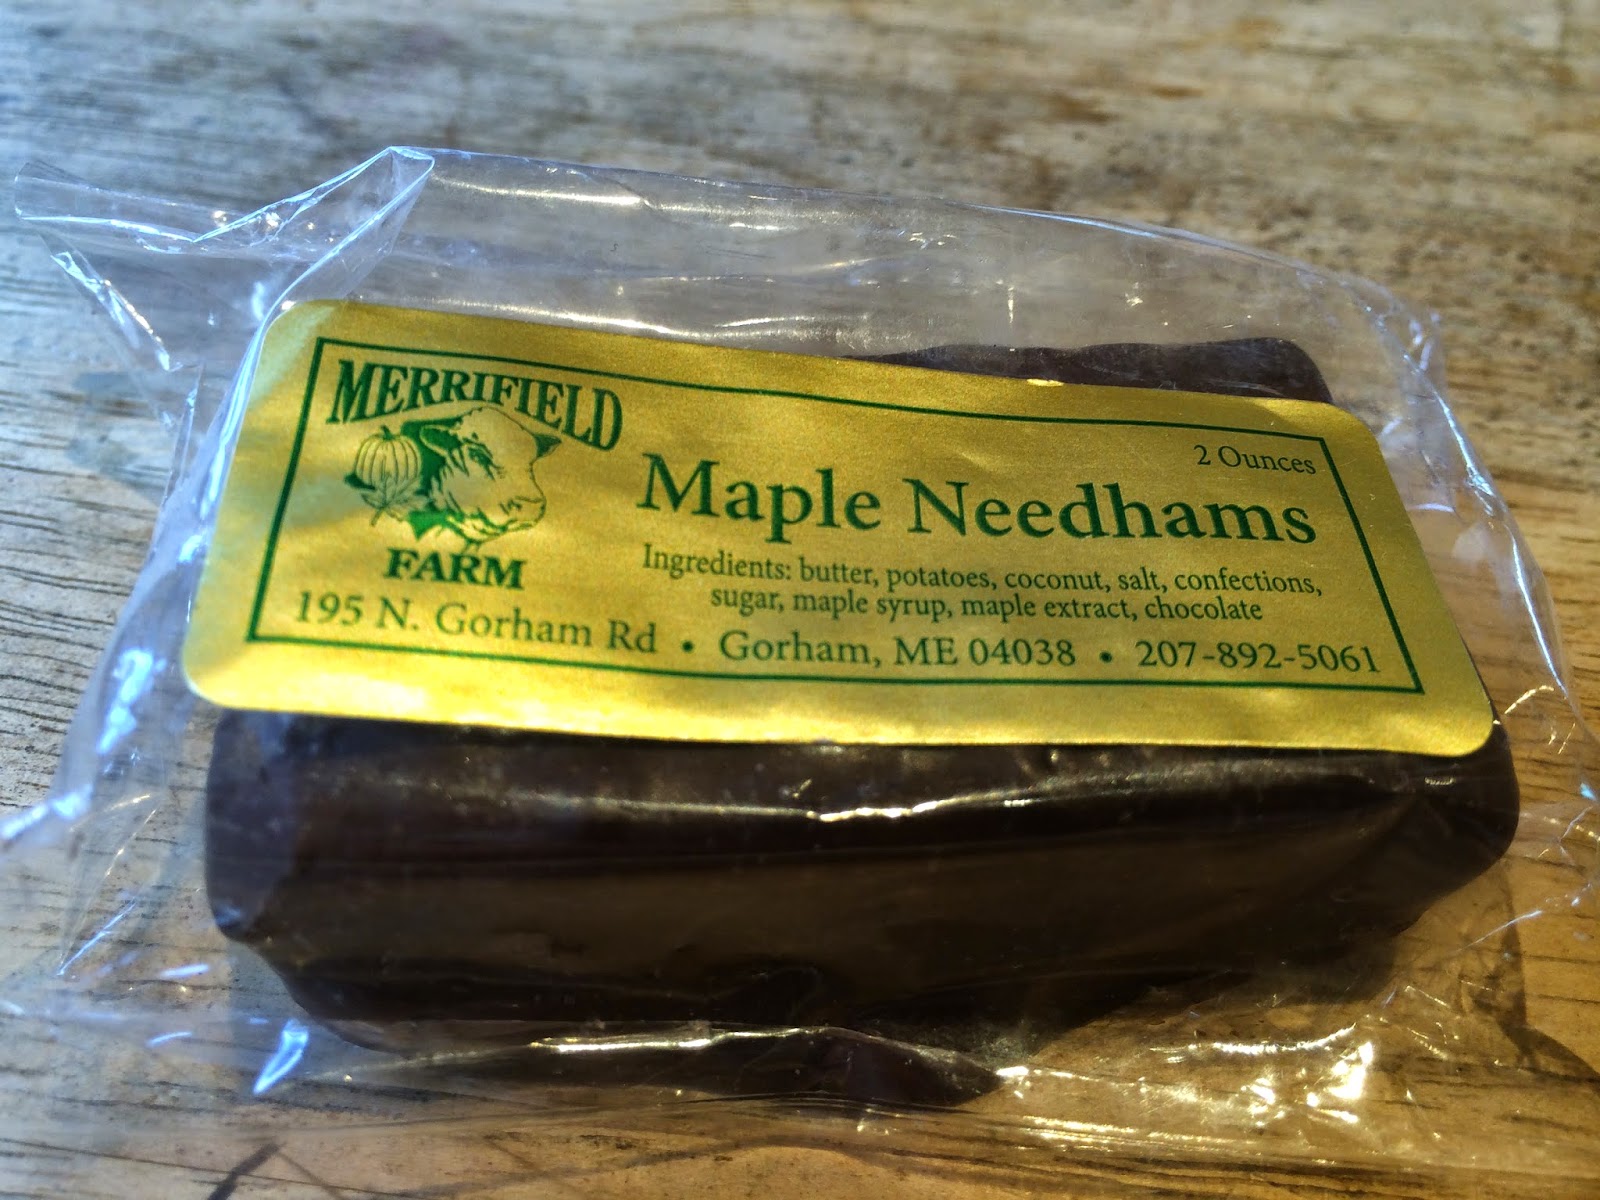 MERRIFIELD
FARM
2 Ounces
Maple Needhams
Ingredients: butter, potatoes, coconut, salt, confections,
sugar, maple syrup, maple extract, chocolate
195 N. Gorham Rd • Gorham, ME 04038 • 207-892-5061